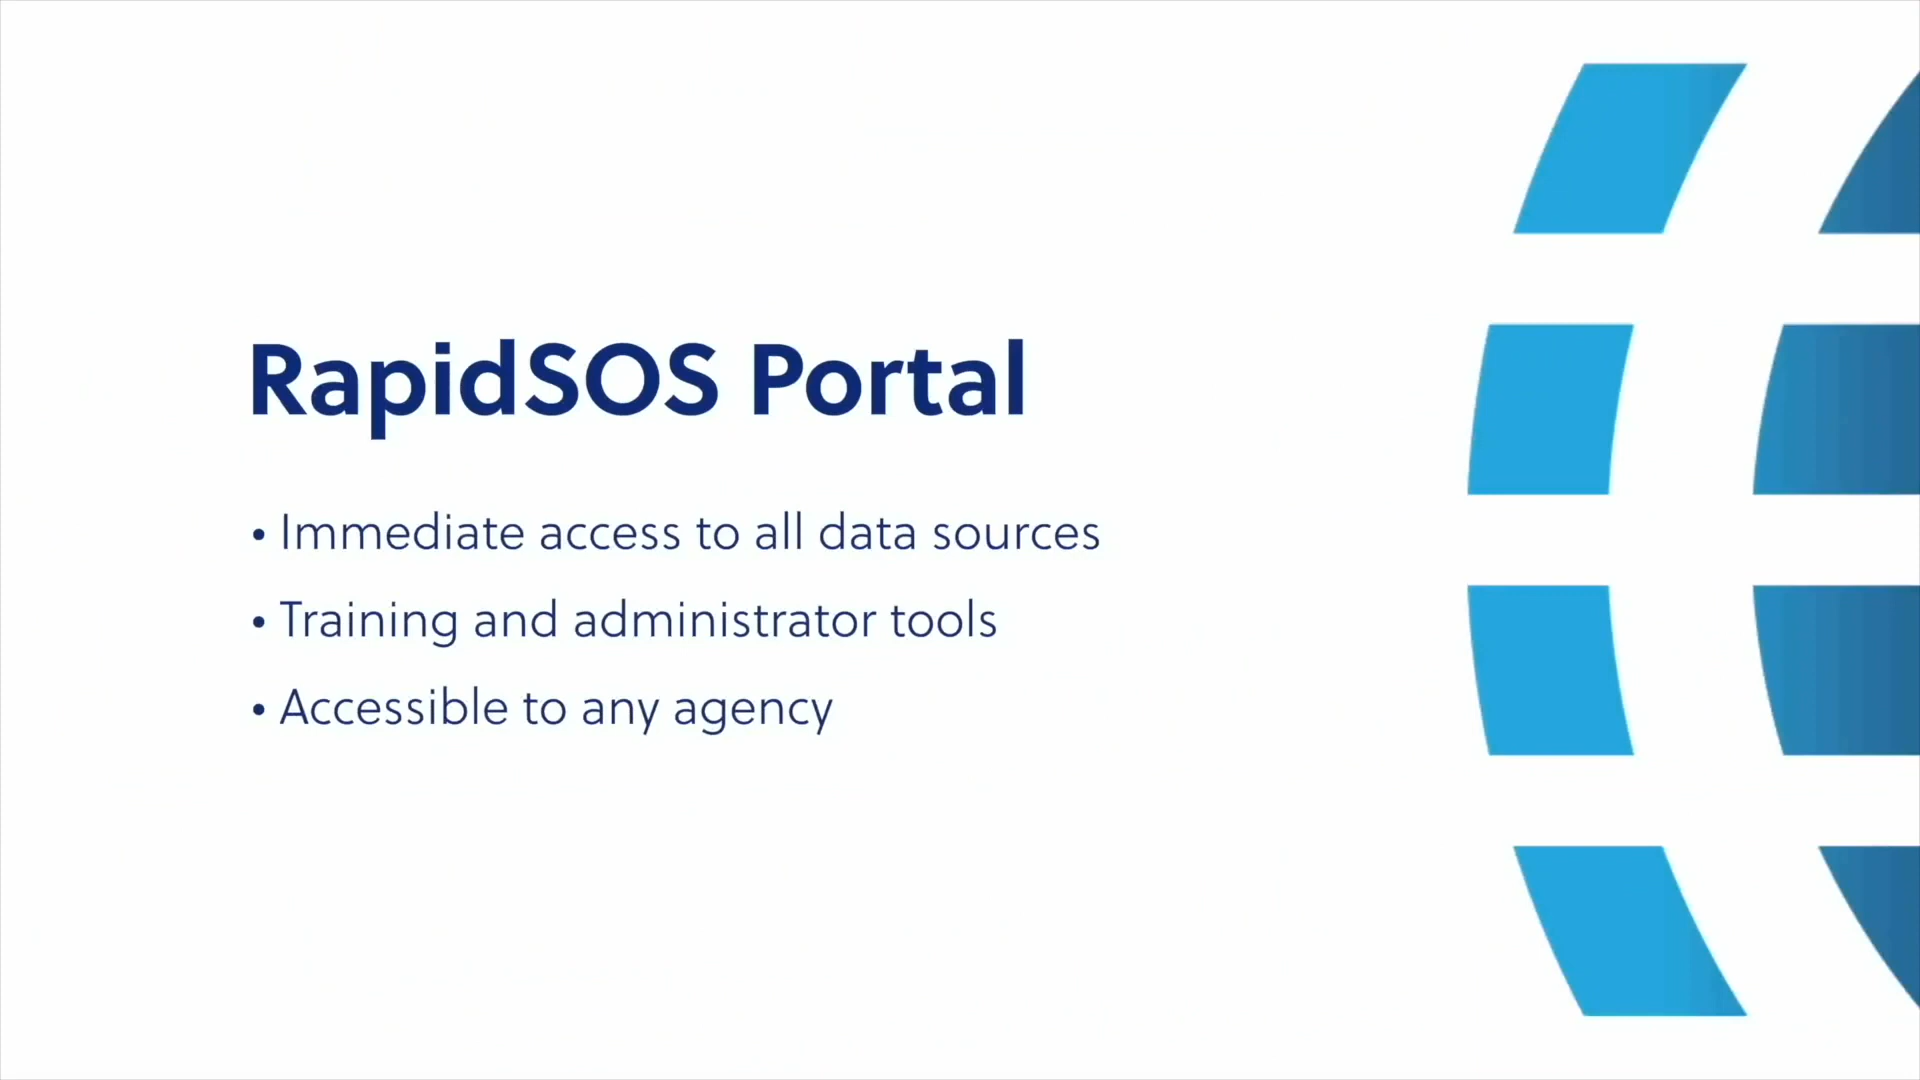 RapidSOS Portal
• Immediate access to all data sources
• Training and administrator tools
• Accessible to any agency